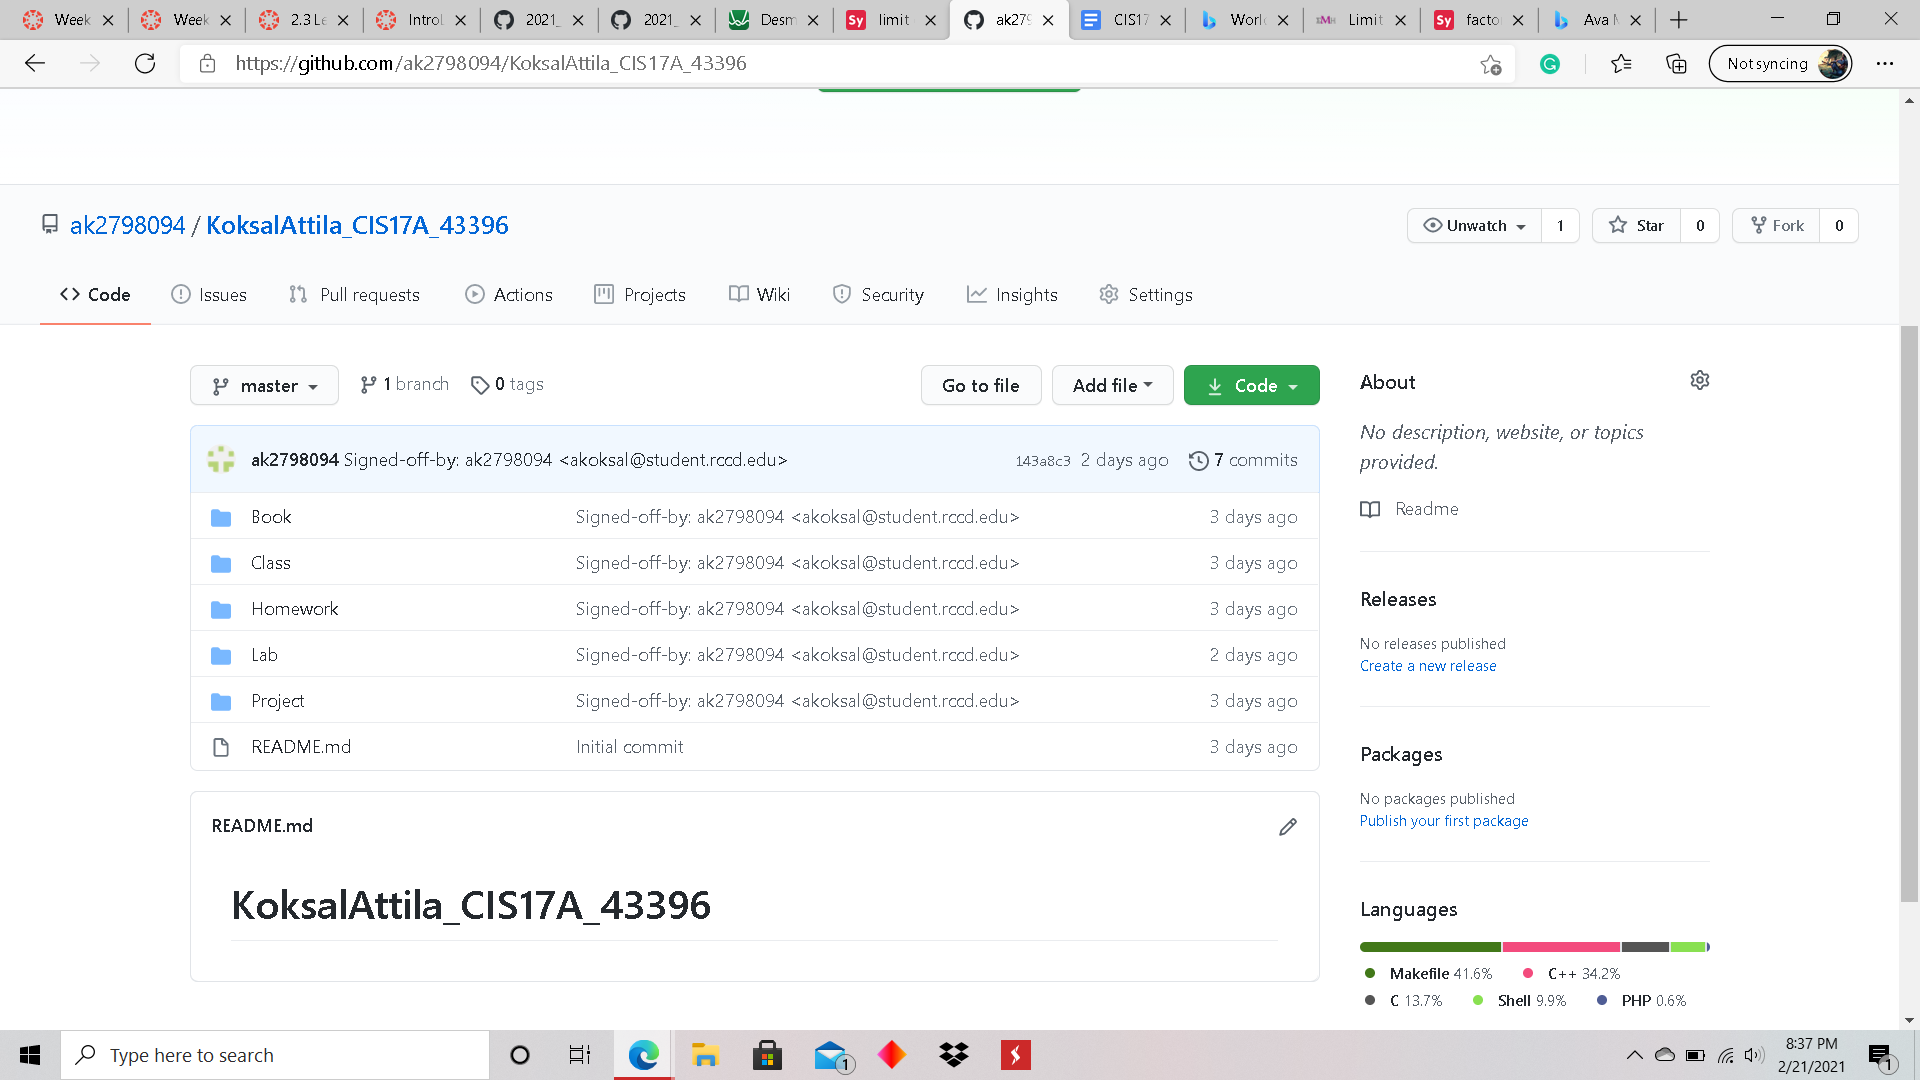 Week
Week
2.3 Le
Introl
2021_
2021_
Desm
limit
ak279
CIS17
Worl
Limit
facto
Ava M
https://github.com/ak2798094/KoksalAttila_CIS17A_43396
Not syncing
ak2798094 / KoksalAttila_CIS17A_43396
Unwatch 1
Star 0
Fork 0
Code
Issues
Pull requests
Actions
Projects
Wiki
Security
Insights
Settings
master
1 branch
0 tags
Go to file
Add file
Code
ak2798094 Signed-off-by: ak2798094 <akoksal@student.rccd.edu> 143a8c3 2 days ago 7 commits
Book Signed-off-by: ak2798094 <akoksal@student.rccd.edu> 3 days ago
Class Signed-off-by: ak2798094 <akoksal@student.rccd.edu> 3 days ago
Homework Signed-off-by: ak2798094 <akoksal@student.rccd.edu> 3 days ago
Lab Signed-off-by: ak2798094 <akoksal@student.rccd.edu> 2 days ago
Project Signed-off-by: ak2798094 <akoksal@student.rccd.edu> 3 days ago
README.md Initial commit 3 days ago
README.md
KoksalAttila_CIS17A_43396
About
No description, website, or topics
provided.
Readme
Releases
No releases published
Create a new release
Packages
No packages published
Publish your first package
Languages
Makefile 41.6% C++ 34.2%
C 13.7% Shell 9.9% PHP 0.6%
Type here to search
1
8:37 PM
2/21/2021
1